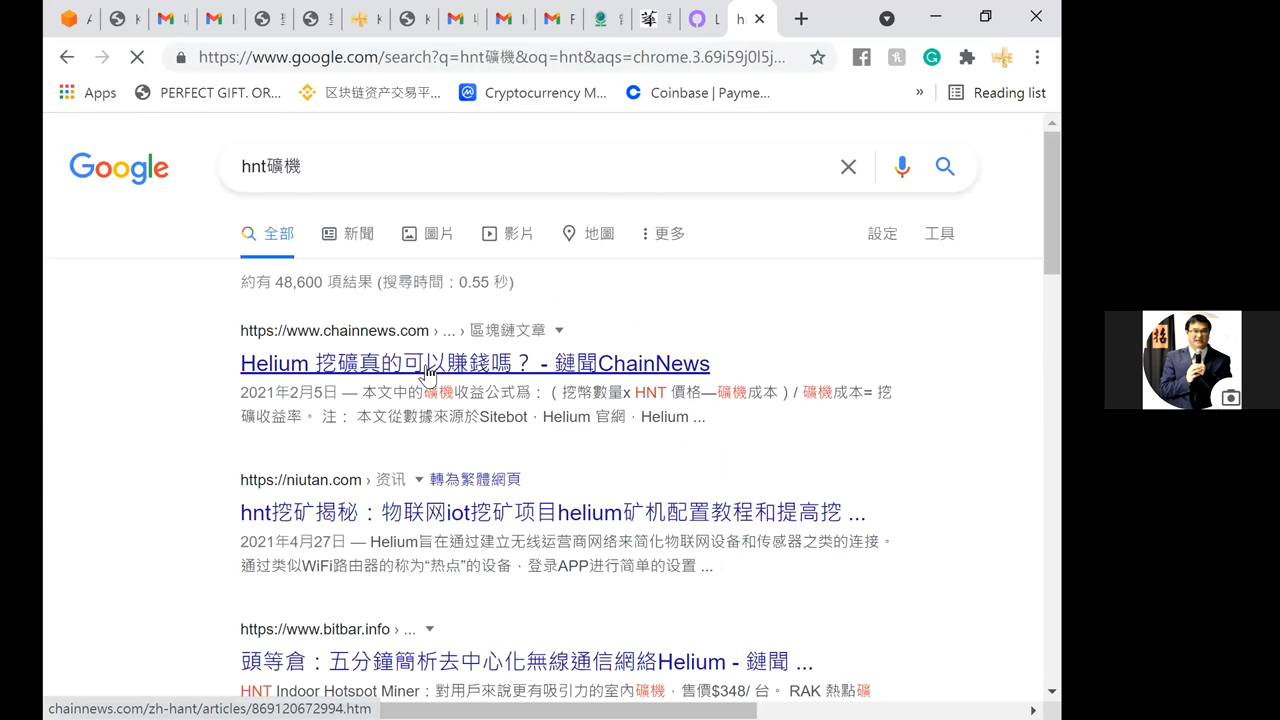 https://www.google.com/search?q=hnt礦機&oq=hnt&aqs=chrome.3.69i59j0l5j...
Apps PERFECT GIFT. OR... 区块链资产交易平... Cryptocurrency M... Coinbase | Payme... » Reading list
Google hnt礦機
全部 新聞 圖片 影片 地圖 更多 設定 工具
約有 48,600 項結果 (搜尋時間：0.55 秒)
https://www.chainnews.com › ... › 區塊鏈文章
Helium 挖礦真的可以賺錢嗎？ - 鏈聞ChainNews
2021年2月5日 — 本文中的礦機收益公式爲：（ 挖幣數量x HNT 價格—礦機成本 ）/ 礦機成本= 挖
礦收益率。 注： 本文從數據來源於Sitebot · Helium 官網 · Helium ...
https://niutan.com › 资讯 轉為繁體網頁
hnt挖矿揭秘：物联网iot挖矿项目helium矿机配置教程和提高挖 ...
2021年4月27日 — Helium旨在通过建立无线运营商网络来简化物联网设备和传感器之类的连接。
通过类似WiFi路由器的称为“热点”的设备，登录APP进行简单的设置 ...
https://www.bitbar.info › ...
頭等倉：五分鐘簡析去中心化無線通信網絡Helium - 鏈聞 ...
HNT Indoor Hotspot Miner：對用戶來說更有吸引力的室內礦機，售價$348/ 台。 RAK 熱點礦
chainnews.com/zh-hant/articles/869120672994.htm